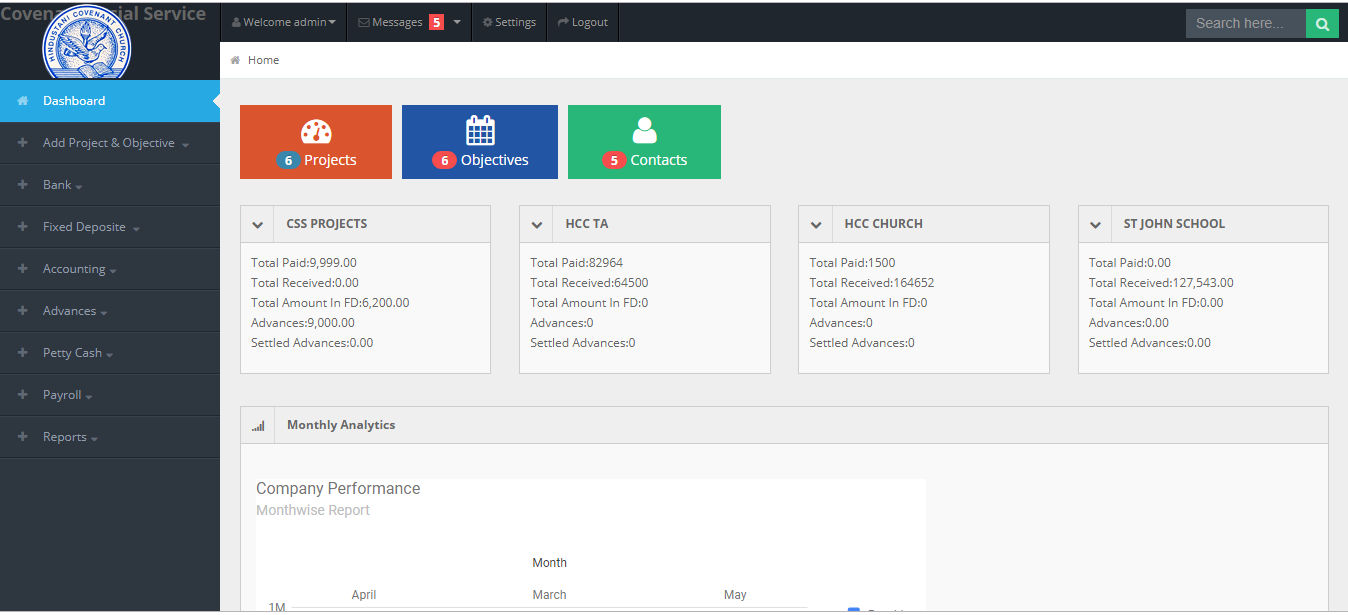 Covenant Social Service
HINDUSTANI COVENANT CHURCH
Welcome admin
Messages 5
Settings
Logout
Search here...
Home
Dashboard
Add Project & Objective
Bank
Fixed Deposite
Accounting
Advances
Petty Cash
Payroll
Reports
6 Projects
6 Objectives
5 Contacts
CSS PROJECTS
Total Paid:9,999.00
Total Received:0.00
Total Amount In FD:6,200.00
Advances:9,000.00
Settled Advances:0.00
HCC TA
Total Paid:82964
Total Received:64500
Total Amount In FD:0
Advances:0
Settled Advances:0
HCC CHURCH
Total Paid:1500
Total Received:164652
Total Amount In FD:0
Advances:0
Settled Advances:0
ST JOHN SCHOOL
Total Paid:0.00
Total Received:127,543.00
Total Amount In FD:0.00
Advances:0.00
Settled Advances:0.00
Monthly Analytics
Company Performance
Monthwise Report
Month
April March May
1M